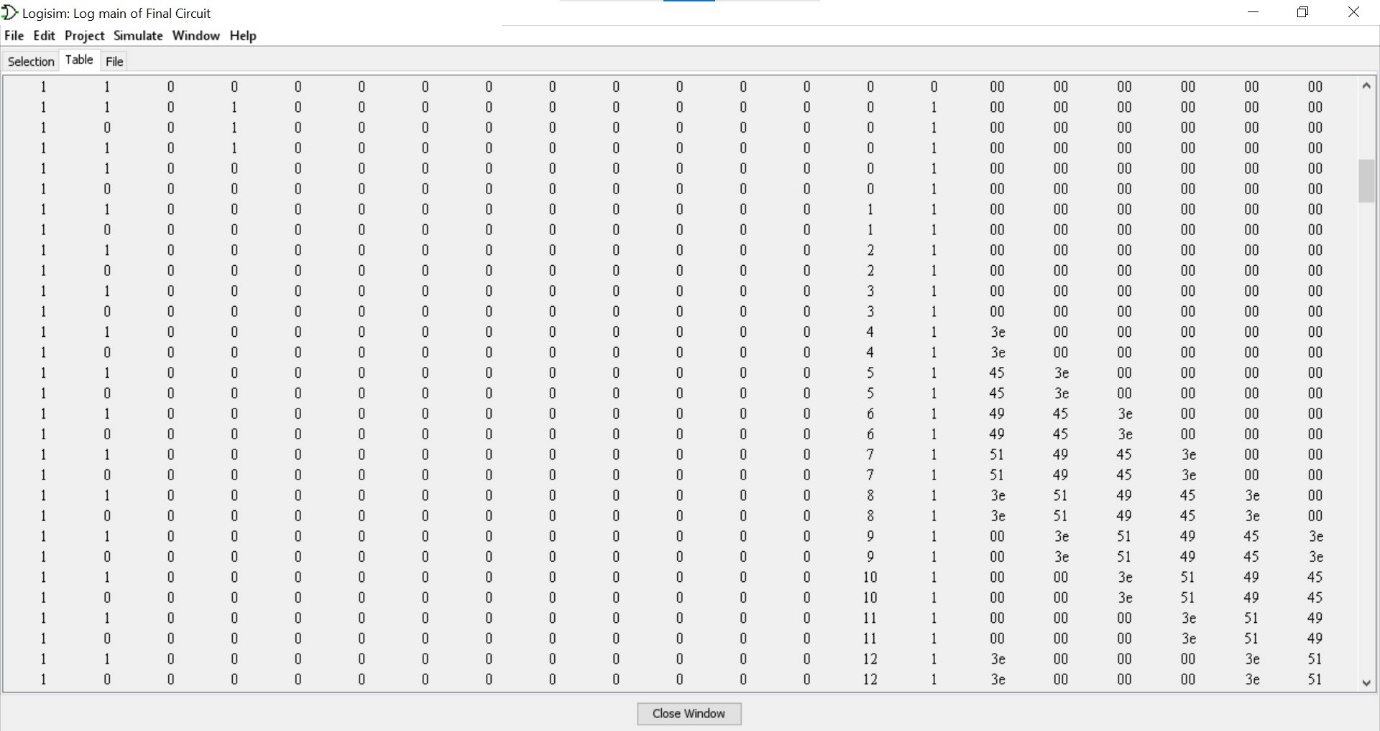 Logisim: Log main of Final Circuit
File Edit Project Simulate Window Help
Selection Table File
1 1 0 0 0 0 0 0 0 0 0 0 0 0 0 00 00 00 00 00 00
1 1 0 1 0 0 0 0 0 0 0 0 0 0 1 00 00 00 00 00 00
1 0 0 1 0 0 0 0 0 0 0 0 0 0 1 00 00 00 00 00 00
1 1 0 1 0 0 0 0 0 0 0 0 0 0 1 00 00 00 00 00 00
1 1 0 0 0 0 0 0 0 0 0 0 0 0 1 00 00 00 00 00 00
1 0 0 0 0 0 0 0 0 0 0 0 0 0 1 00 00 00 00 00 00
1 1 0 0 0 0 0 0 0 0 0 0 0 1 1 00 00 00 00 00 00
1 0 0 0 0 0 0 0 0 0 0 0 0 1 1 00 00 00 00 00 00
1 1 0 0 0 0 0 0 0 0 0 0 0 2 1 00 00 00 00 00 00
1 0 0 0 0 0 0 0 0 0 0 0 0 2 1 00 00 00 00 00 00
1 1 0 0 0 0 0 0 0 0 0 0 0 3 1 00 00 00 00 00 00
1 0 0 0 0 0 0 0 0 0 0 0 0 3 1 00 00 00 00 00 00
1 1 0 0 0 0 0 0 0 0 0 0 0 4 1 3e 00 00 00 00 00
1 0 0 0 0 0 0 0 0 0 0 0 0 4 1 3e 00 00 00 00 00
1 1 0 0 0 0 0 0 0 0 0 0 0 5 1 45 3e 00 00 00 00
1 0 0 0 0 0 0 0 0 0 0 0 0 5 1 45 3e 00 00 00 00
1 1 0 0 0 0 0 0 0 0 0 0 0 6 1 49 45 3e 00 00 00
1 0 0 0 0 0 0 0 0 0 0 0 0 6 1 49 45 3e 00 00 00
1 1 0 0 0 0 0 0 0 0 0 0 0 7 1 51 49 45 3e 00 00
1 0 0 0 0 0 0 0 0 0 0 0 0 7 1 51 49 45 3e 00 00
1 1 0 0 0 0 0 0 0 0 0 0 0 8 1 3e 51 49 45 3e 00
1 0 0 0 0 0 0 0 0 0 0 0 0 8 1 3e 51 49 45 3e 00
1 1 0 0 0 0 0 0 0 0 0 0 0 9 1 00 3e 51 49 45 3e
1 0 0 0 0 0 0 0 0 0 0 0 0 9 1 00 3e 51 49 45 3e
1 1 0 0 0 0 0 0 0 0 0 0 0 10 1 00 00 3e 51 49 45
1 0 0 0 0 0 0 0 0 0 0 0 0 10 1 00 00 3e 51 49 45
1 1 0 0 0 0 0 0 0 0 0 0 0 11 1 00 00 00 3e 51 49
1 0 0 0 0 0 0 0 0 0 0 0 0 11 1 00 00 00 3e 51 49
1 1 0 0 0 0 0 0 0 0 0 0 0 12 1 3e 00 00 00 3e 51
1 0 0 0 0 0 0 0 0 0 0 0 0 12 1 3e 00 00 00 3e 51
Close Window